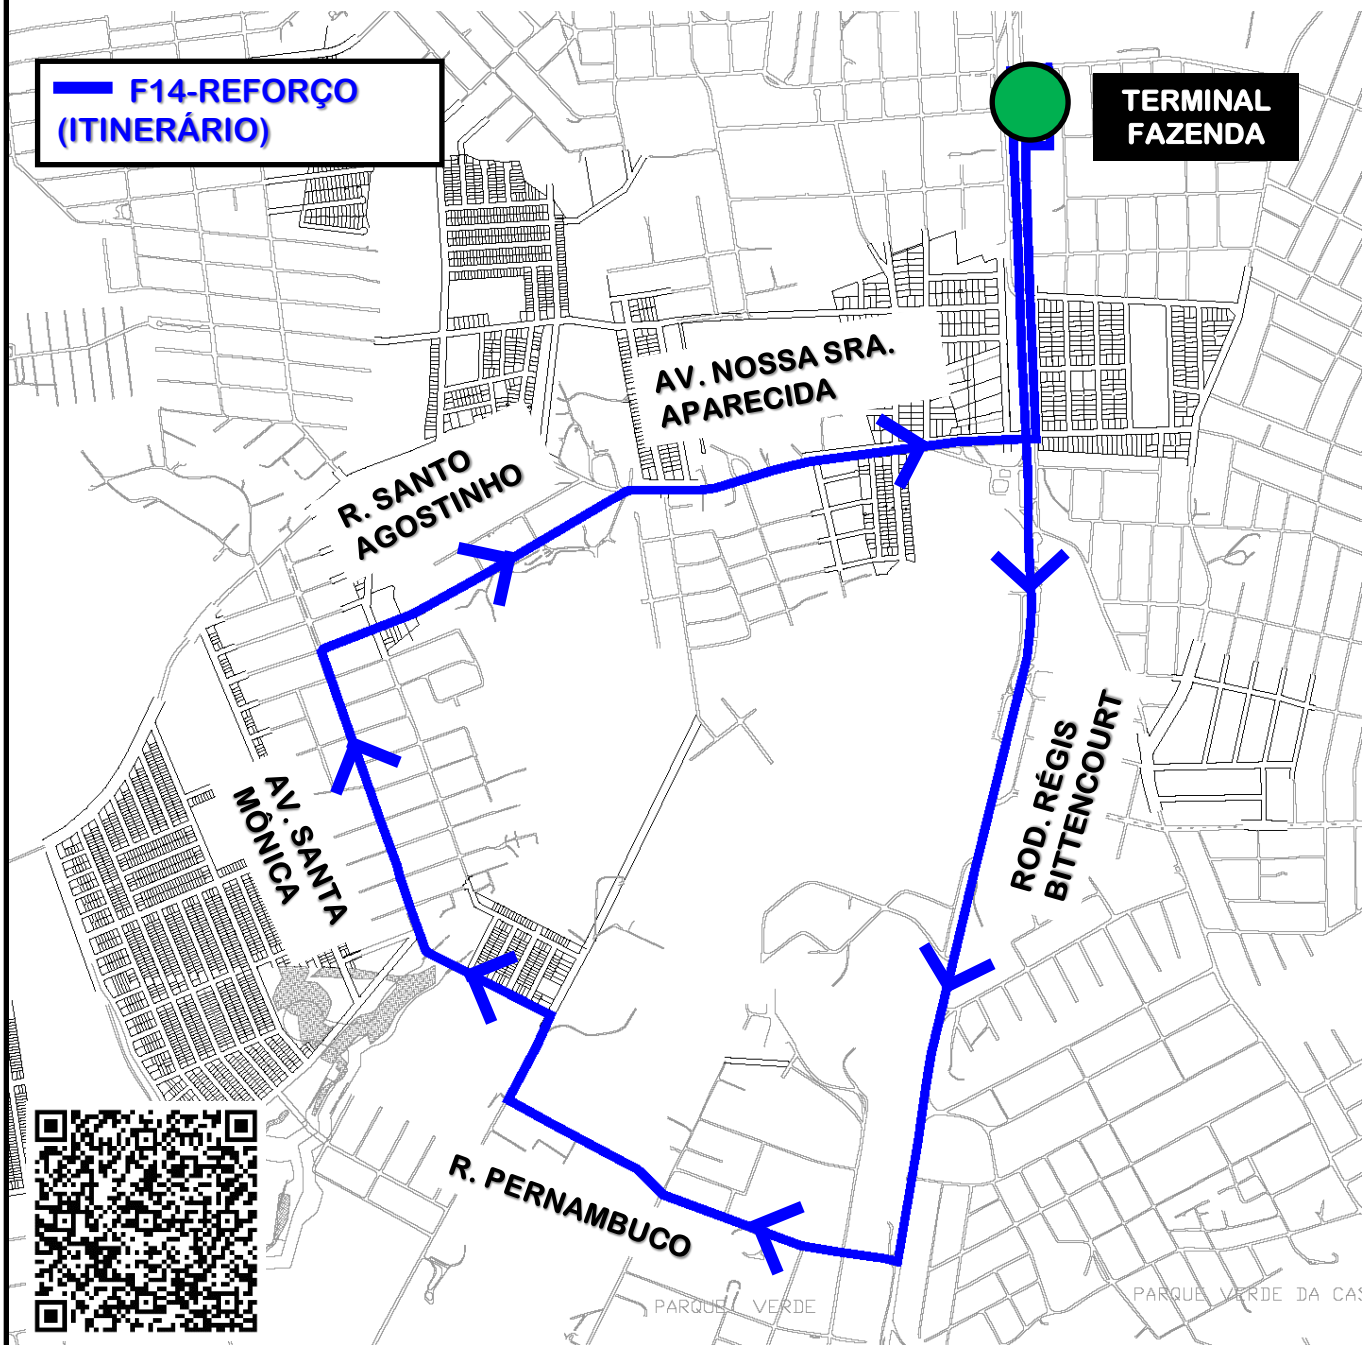 F14-REFORÇO
(ITINERÁRIO)
TERMINAL
FAZENDA
AV. NOSSA SRA.
APARECIDA
R. SANTO
AGOSTINHO
ROD. RÉGIS
BITTENCOURT
AV. SANTA
MÔNICA
R. PERNAMBUCO
PARQUE VERDE
PARQUE VERDE DA CAS